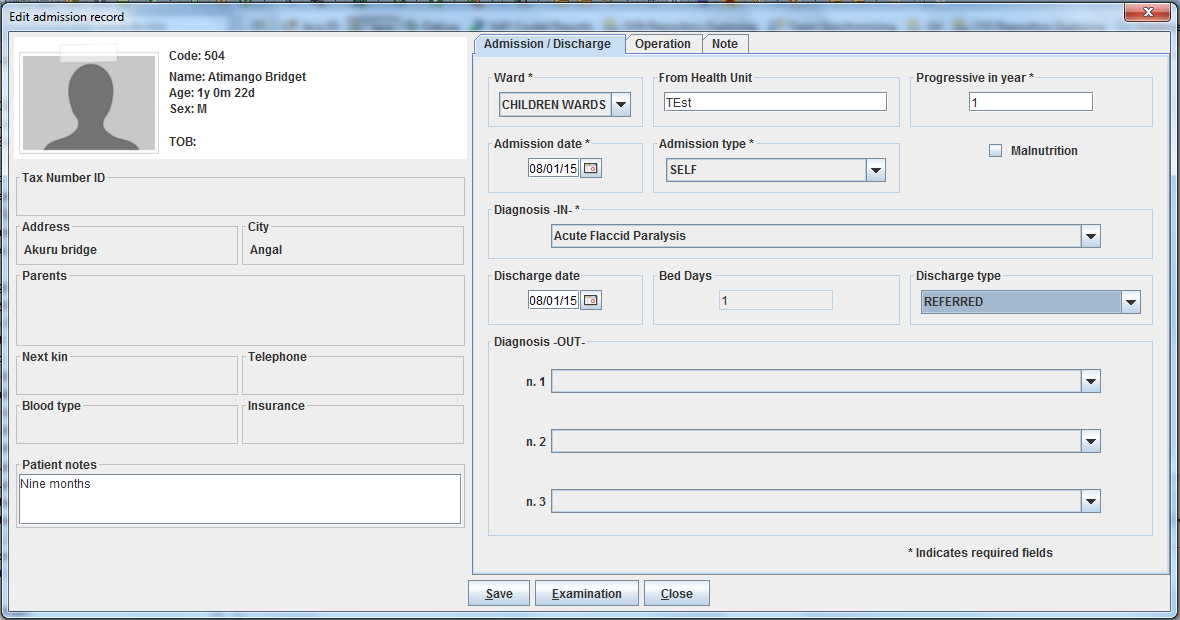 Edit admission record
Code: 504
Name: Atimango Bridget
Age: 1y 0m 22d
Sex: M
TOB:
Tax Number ID
Address
Akuru bridge
City
Angal
Parents
Next kin
Telephone
Blood type
Insurance
Patient notes
Nine months
Admission / Discharge
Operation
Note
Ward *
CHILDREN WARDS
From Health Unit
TEst
Progressive in year *
1
Admission date *
08/01/15
Admission type *
SELF
Malnutrition
Diagnosis -IN- *
Acute Flaccid Paralysis
Discharge date
08/01/15
Bed Days
1
Discharge type
REFERRED
Diagnosis -OUT-
n. 1
n. 2
n. 3
* Indicates required fields
Save
Examination
Close